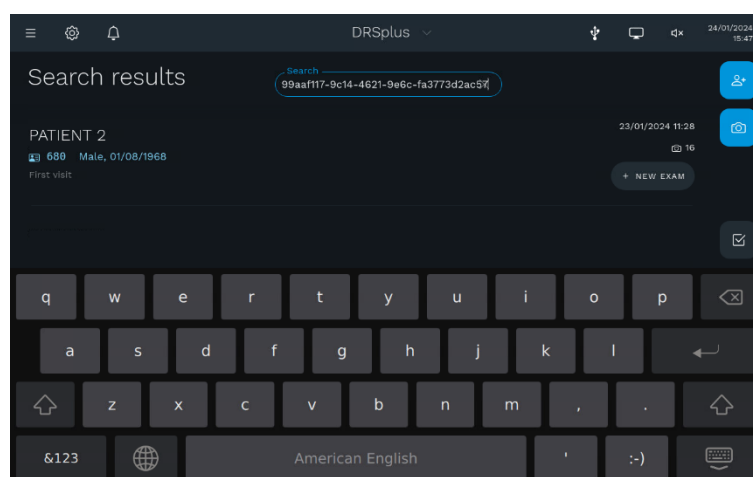 DRSplus
24/01/2024
15:47
Search results
Search
99aaf117-9c14-4621-9e6c-fa3773d2ac57
23/01/2024 11:28
PATIENT 2
16
680 Male, 01/08/1968
First visit
+ NEW EXAM
q w e r t y u i o p
a s d f g h j k l
z x c v b n m , .
&123 American English ' :-)